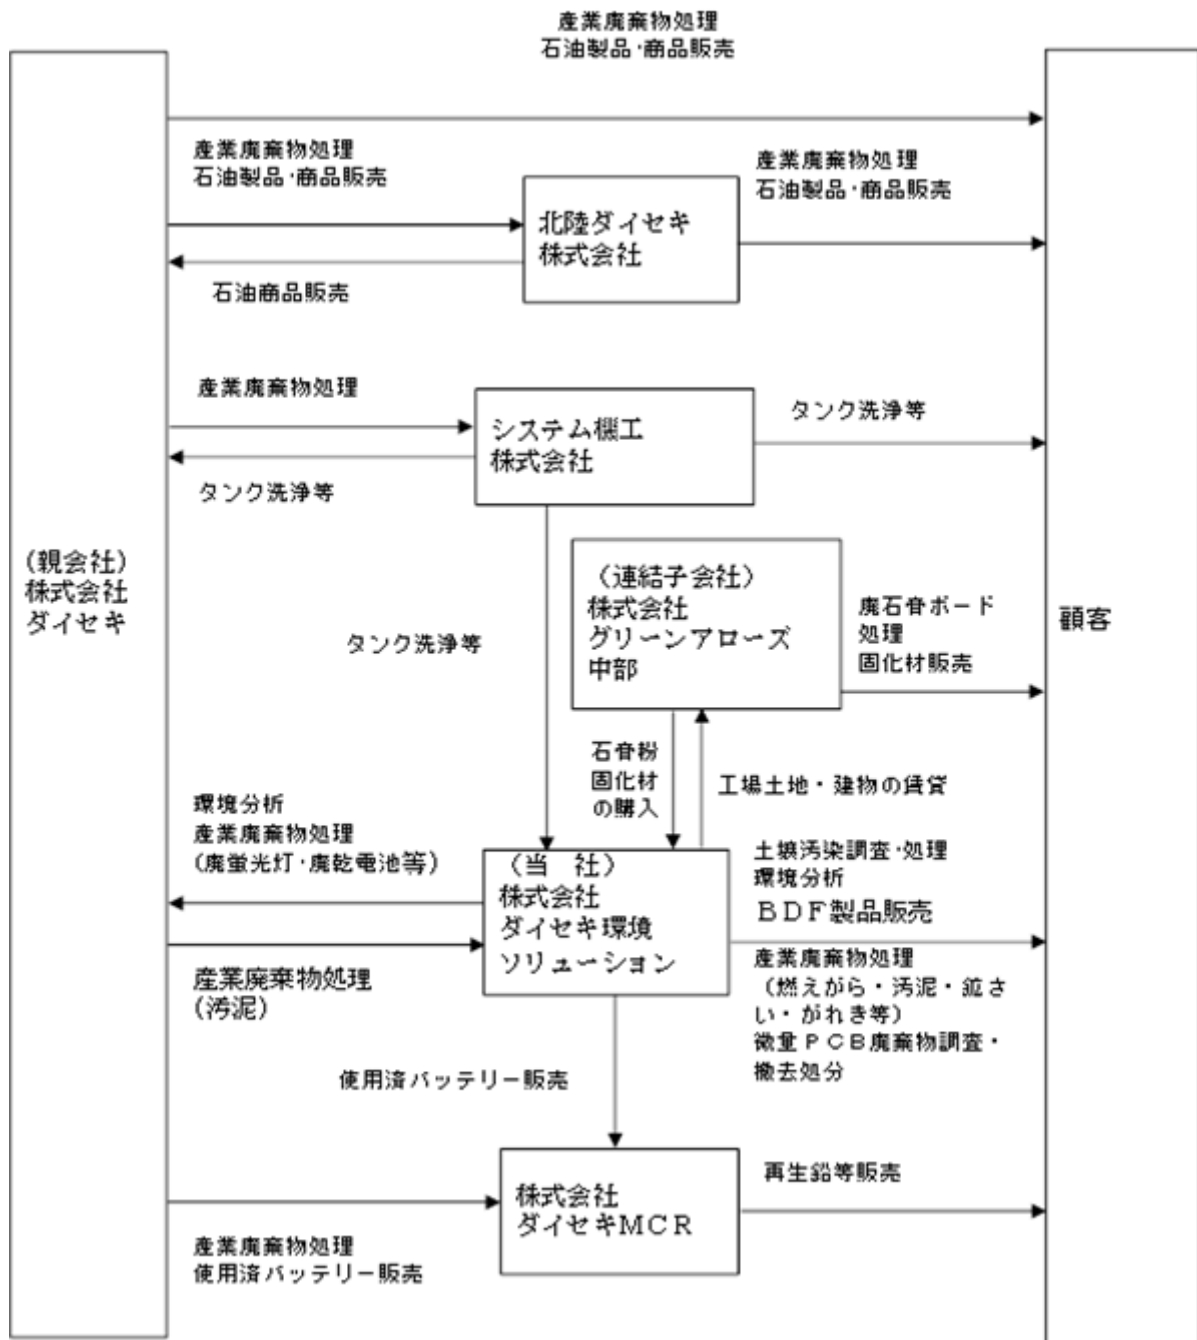 産業廃棄物処理
石油製品・商品販売
産業廃棄物処理
石油製品・商品販売
産業廃棄物処理
石油製品・商品販売
北陸ダイセキ
株式会社
石油商品販売
産業廃棄物処理
システム機工
株式会社
タンク洗浄等
タンク洗浄等
(親会社)
株式会社
ダイセキ
タンク洗浄等
（連結子会社）
株式会社
グリーンアローズ
中部
廃石膏ボード
処理
固化材販売
顧客
石膏粉
固化材
の購入
工場土地・建物の賃貸
環境分析
産業廃棄物処理
(廃蛍光灯・廃乾電池等)
（当　社）
株式会社
ダイセキ環境
ソリューション
土壌汚染調査・処理
環境分析
ＢＤＦ製品販売
産業廃棄物処理
(汚泥)
産業廃棄物処理
（燃えがら・汚泥・鉱さ
い・がれき等）
微量ＰＣＢ廃棄物調査・
撤去処分
使用済バッテリー販売
株式会社
ダイセキＭＣＲ
再生鉛等販売
産業廃棄物処理
使用済バッテリー販売